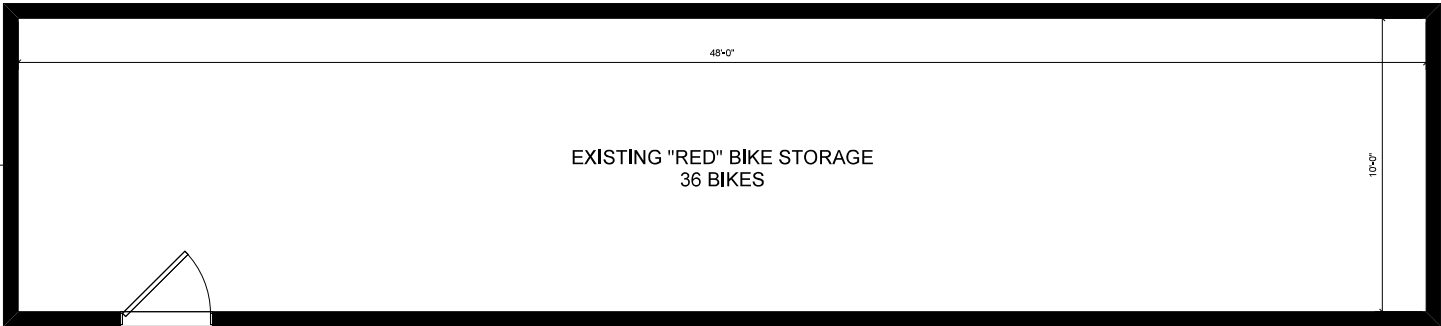 48'-0"
EXISTING "RED" BIKE STORAGE
36 BIKES
10'-0"